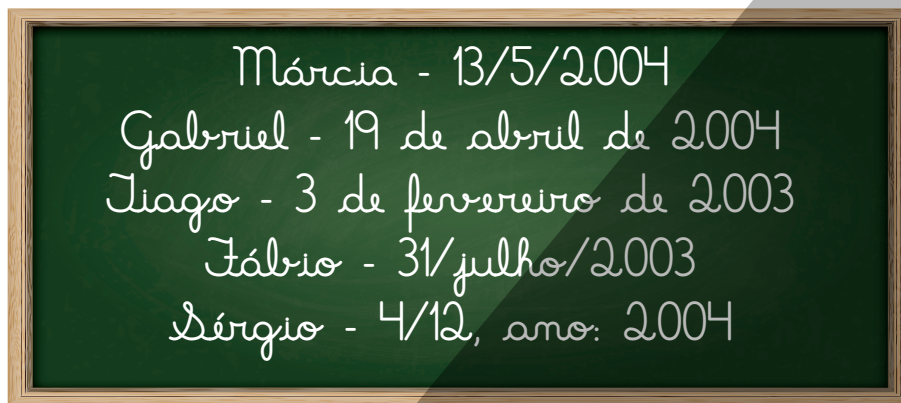 Márcia - 13/5/2004
Gabriel - 19 de abril de 2004
Tiago - 3 de fevereiro de 2003
Fábio - 31/julho/2003
Sérgio - 4/12, ano: 2004